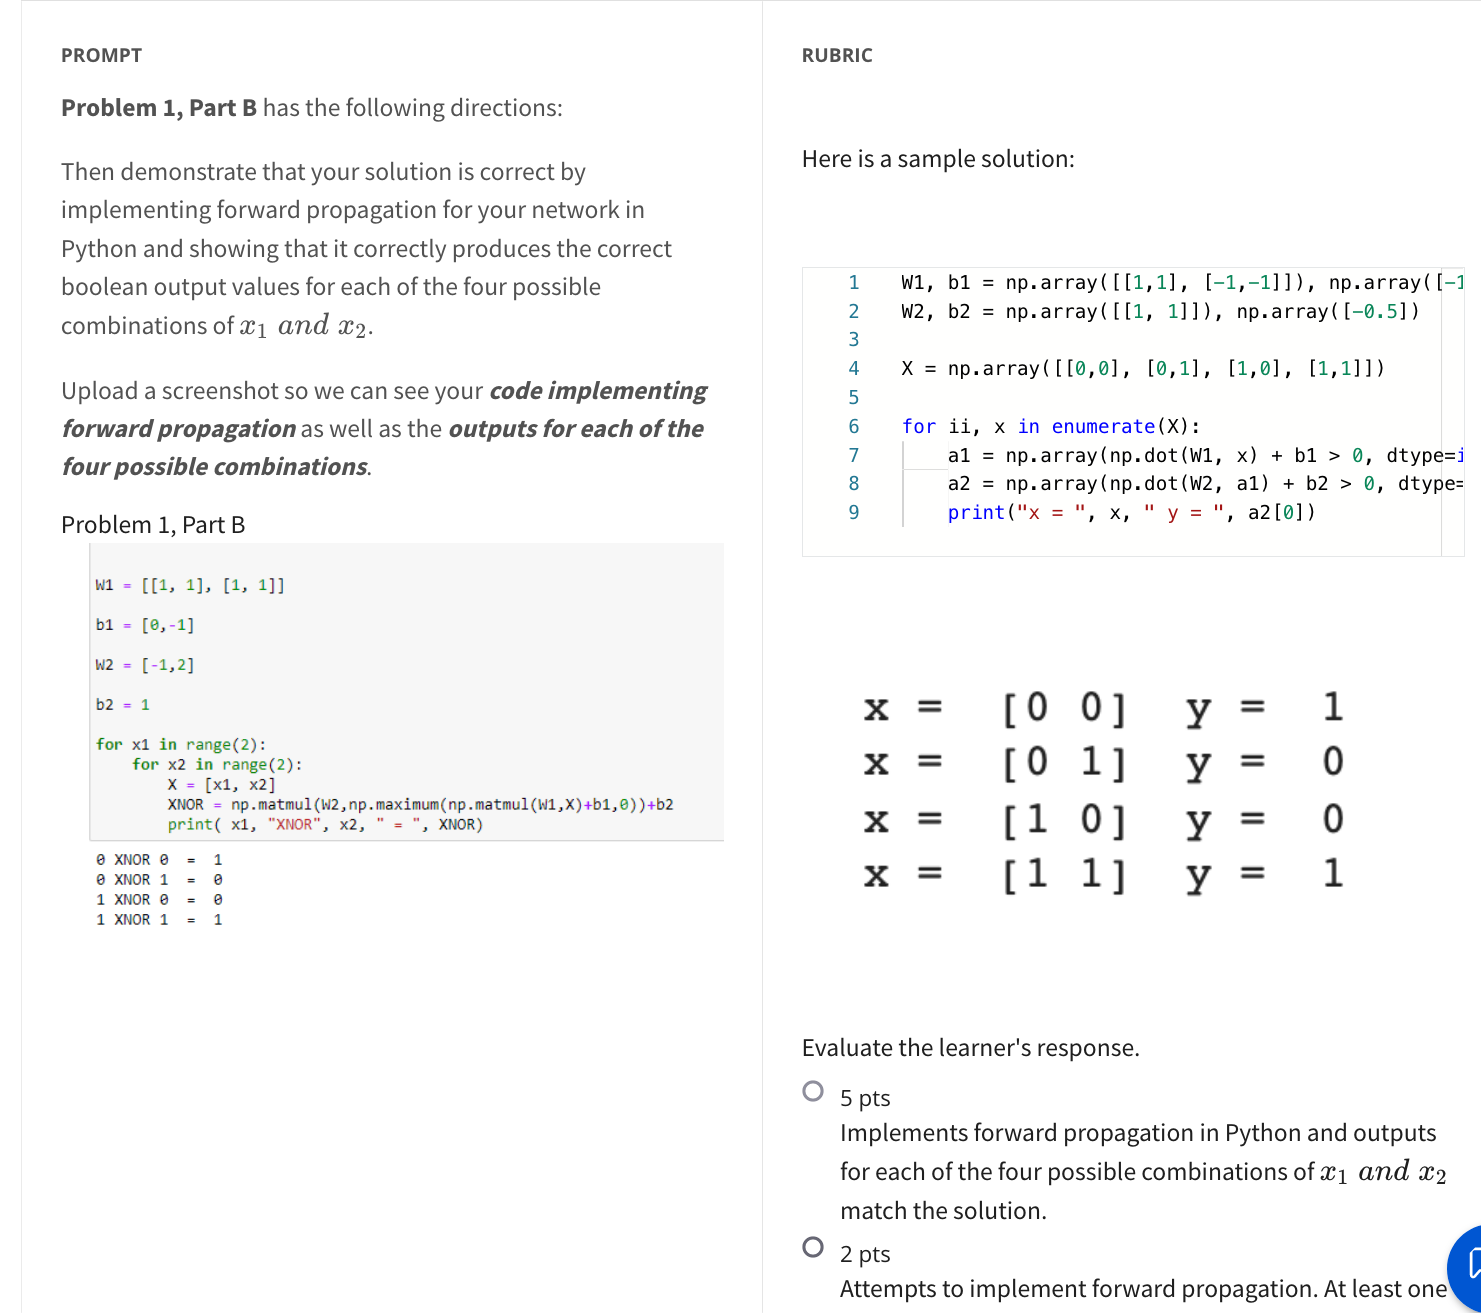 PROMPT
Problem 1, Part B has the following directions:
Then demonstrate that your solution is correct by
implementing forward propagation for your network in
Python and showing that it correctly produces the correct
boolean output values for each of the four possible
combinations of x₁ and x₂.
Upload a screenshot so we can see your code implementing
forward propagation as well as the outputs for each of the
four possible combinations.
Problem 1, Part B
W1 = [[1, 1], [1, 1]]
b1 = [0,-1]
W2 = [-1,2]
b2 = 1
for x1 in range(2):
    for x2 in range(2):
        X = [x1, x2]
        XNOR = np.matmul(W2,np.maximum(np.matmul(W1,X)+b1,0))+b2
        print( x1, "XNOR", x2, " = ", XNOR)
0 XNOR 0  =  1
0 XNOR 1  =  0
1 XNOR 0  =  0
1 XNOR 1  =  1
RUBRIC
Here is a sample solution:
1 W1, b1 = np.array([[1,1], [-1,-1]]), np.array([-1
2 W2, b2 = np.array([[1, 1]]), np.array([-0.5])
3
4 X = np.array([[0,0], [0,1], [1,0], [1,1]])
5
6 for ii, x in enumerate(X):
7     a1 = np.array(np.dot(W1, x) + b1 > 0, dtype=i
8     a2 = np.array(np.dot(W2, a1) + b2 > 0, dtype=
9     print("x = ", x, " y = ", a2[0])
x =  [0 0]  y =  1
x =  [0 1]  y =  0
x =  [1 0]  y =  0
x =  [1 1]  y =  1
Evaluate the learner's response.
5 pts
Implements forward propagation in Python and outputs
for each of the four possible combinations of x₁ and x₂
match the solution.
2 pts
Attempts to implement forward propagation. At least one